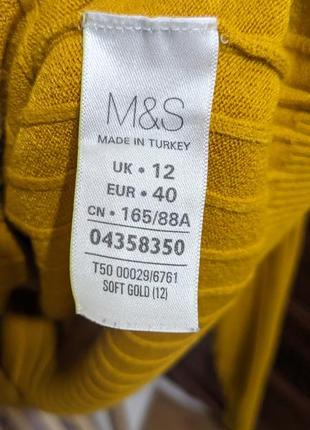 M&S
MADE IN TURKEY
UK • 12
EUR • 40
CN • 165/88A
04358350
T50 00029/6761
SOFT GOLD (12)